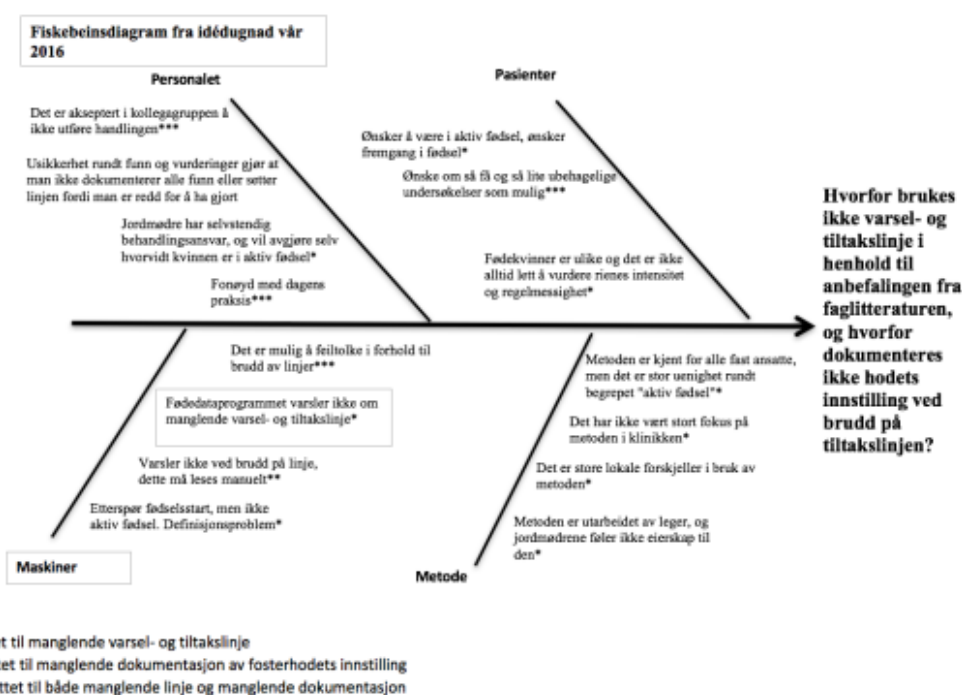 Fiskebeinsdiagram fra idédugnad vår
2016
Personalet
Det er akseptert i kollegagruppen å
ikke utføre handlingen***
Usikkerhet rundt funn og vurderinger gjør at
man ikke dokumenterer alle funn eller setter
linjen fordi man er redd for å ha gjort
Jordmødre har selvstendig
behandlingsansvar, og vil avgjøre selv
hvorvidt kvinnen er i aktiv fødsel*
Fonøyd med dagens
praksis***
Pasienter
Ønsker å være i aktiv fødsel, ønsker
fremgang i fødsel*
Ønske om så få og så lite ubehagelige
undersøkelser som mulig***
Fødekvinner er ulike og det er ikke
alltid lett å vurdere rienes intensitet
og regelmessighet*
Hvorfor brukes
ikke varsel- og
tiltakslinje i
henhold til
anbefalingen fra
faglitteraturen,
og hvorfor
dokumenteres
ikke hodets
innstilling ved
brudd på
tiltakslinjen?
Det er mulig å feiltolke i forhold til
brudd av linjer***
Fødedataprogrammet varsler ikke om
manglende varsel- og tiltakslinje*
Varsler ikke ved brudd på linje,
dette må leses manuelt**
Etterspør fødselsstart, men ikke
aktiv fødsel. Definisjonsproblem*
Maskiner
Metoden er kjent for alle fast ansatte,
men det er stor uenighet rundt
begrepet "aktiv fødsel"*
Det har ikke vært stort fokus på
metoden i klinikken*
Det er store lokale forskjeller i bruk av
metoden*
Metoden er utarbeidet av leger, og
jordmødrene føler ikke eierskap til
den*
Metode
t til manglende varsel- og tiltakslinje
et til manglende dokumentasjon av fosterhodets innstilling
ttet til både manglende linje og manglende dokumentasjon